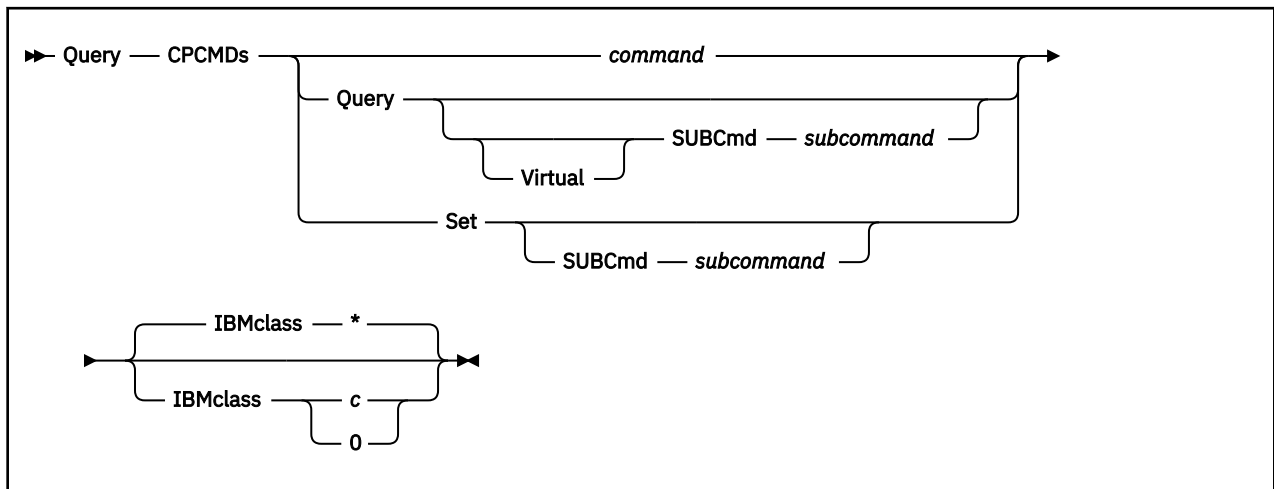 Query CPCMDs command
Query
SUBCmd subcommand
Virtual
Set
SUBCmd subcommand
IBMclass *
IBMclass c
0